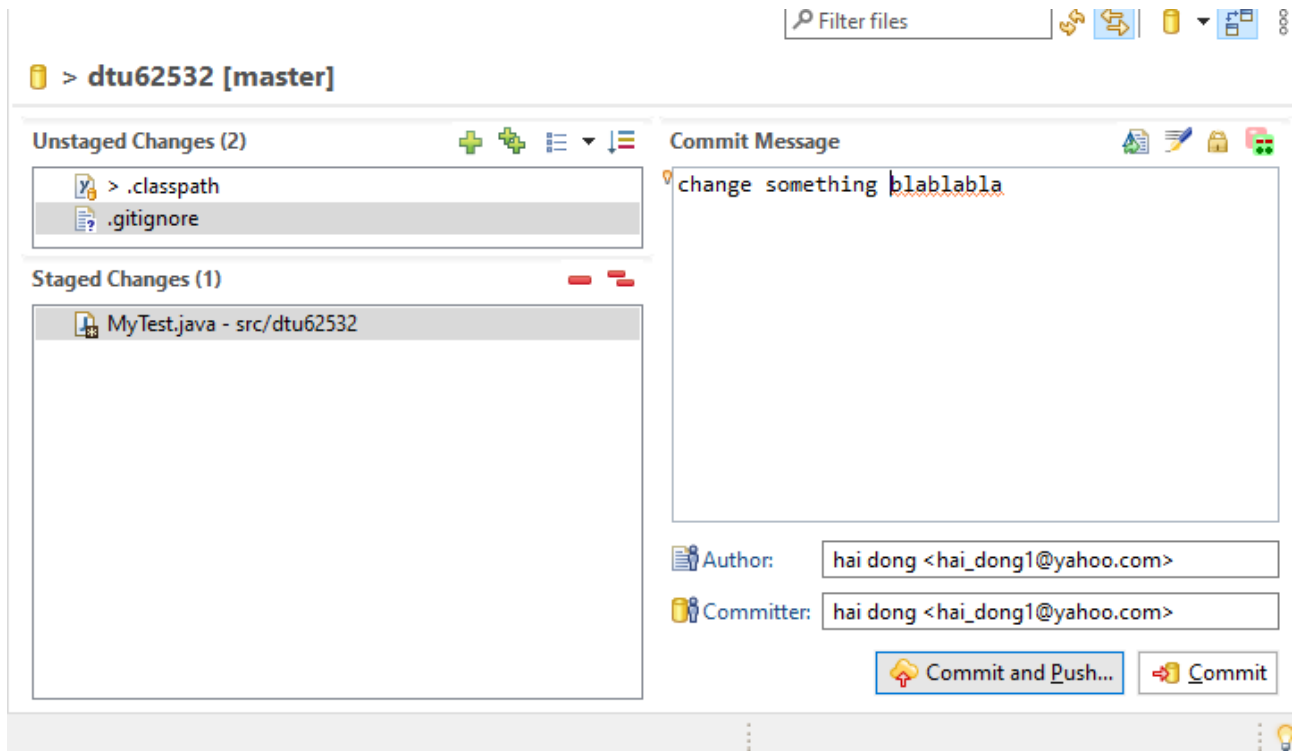 Filter files
> dtu62532 [master]
Unstaged Changes (2)
> .classpath
.gitignore
Staged Changes (1)
MyTest.java - src/dtu62532
Commit Message
change something blablabla
Author: hai dong <hai_dong1@yahoo.com>
Committer: hai dong <hai_dong1@yahoo.com>
Commit and Push... Commit